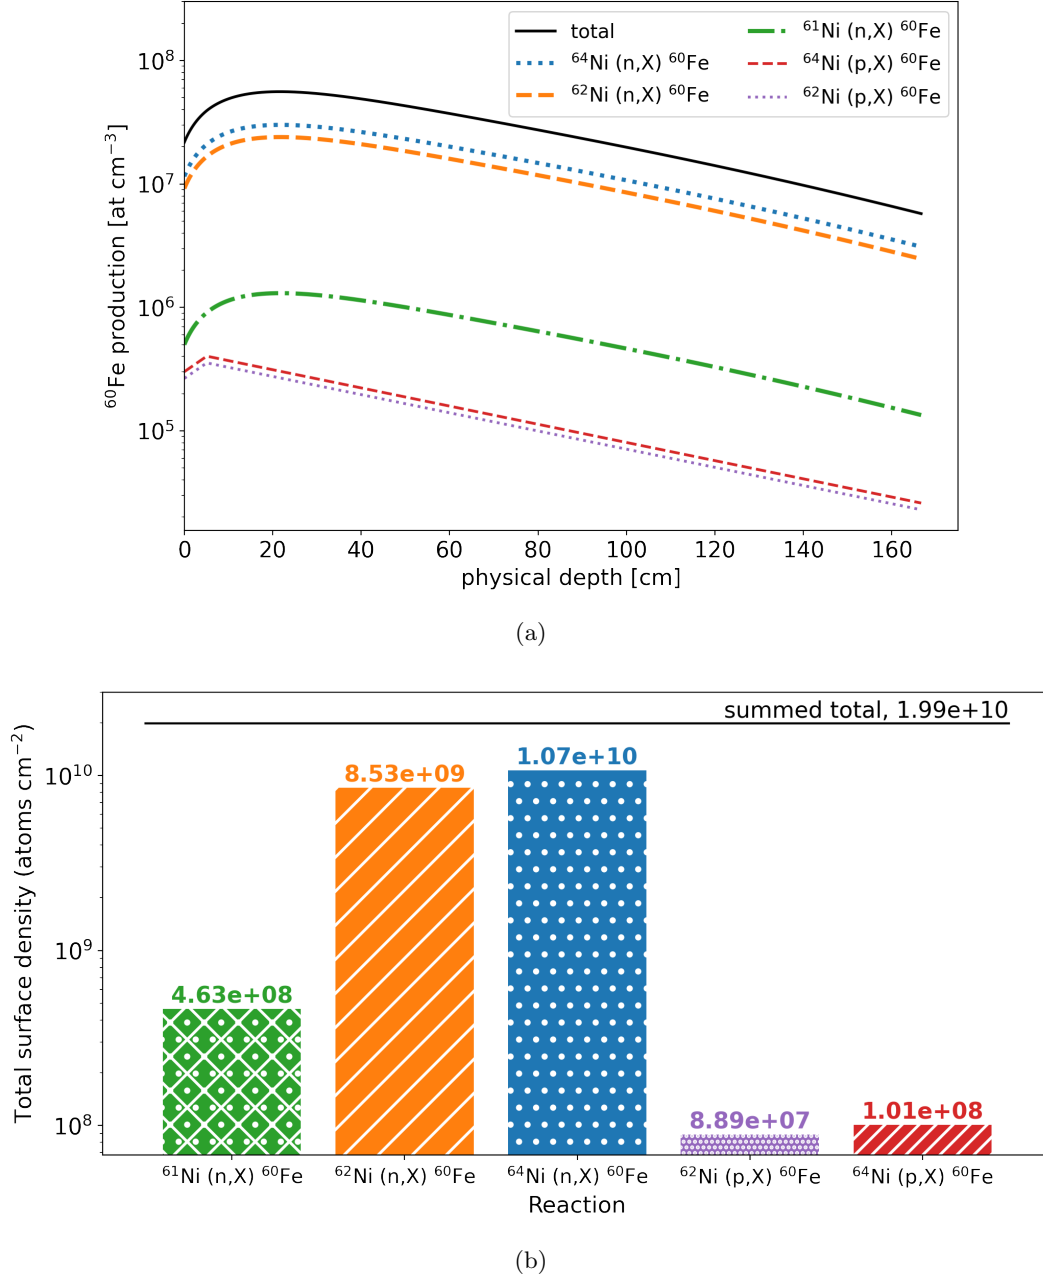 total
⁶⁴Ni (n,X) ⁶⁰Fe
⁶²Ni (n,X) ⁶⁰Fe
⁶¹Ni (n,X) ⁶⁰Fe
⁶⁴Ni (p,X) ⁶⁰Fe
⁶²Ni (p,X) ⁶⁰Fe
⁶⁰Fe production [at cm⁻³]
10⁸
10⁷
10⁶
10⁵
0 20 40 60 80 100 120 140 160
physical depth [cm]
(a)
Total surface density (atoms cm⁻²)
10¹⁰
10⁹
10⁸
summed total, 1.99e+10
4.63e+08
8.53e+09
1.07e+10
8.89e+07
1.01e+08
⁶¹Ni (n,X) ⁶⁰Fe ⁶²Ni (n,X) ⁶⁰Fe ⁶⁴Ni (n,X) ⁶⁰Fe ⁶²Ni (p,X) ⁶⁰Fe ⁶⁴Ni (p,X) ⁶⁰Fe
Reaction
(b)